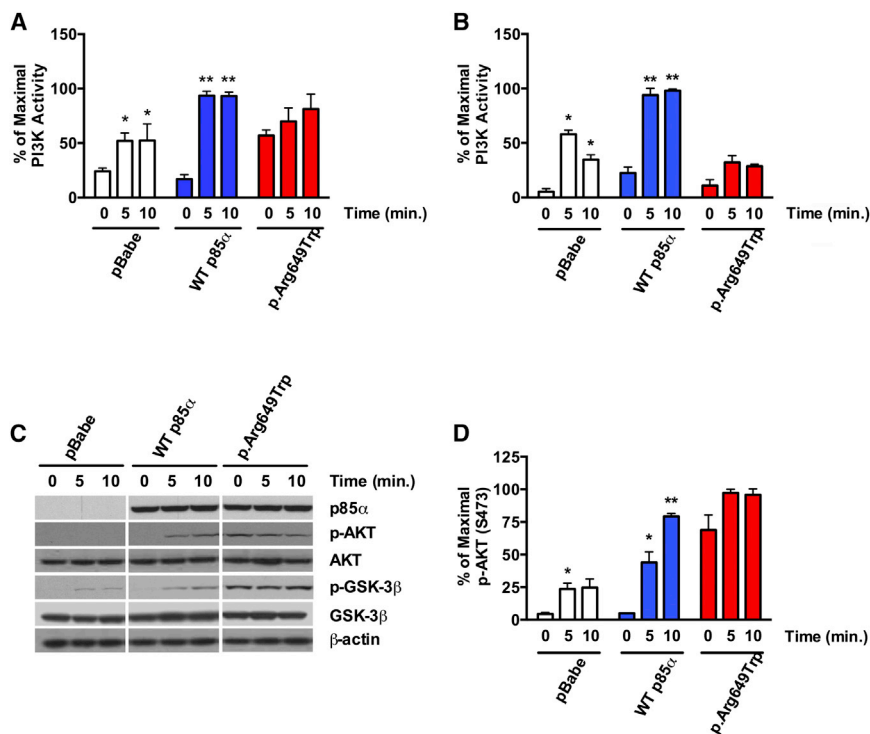 A
% of Maximal
PI3K Activity
150
100
50
0
*
*
**
**
0 5 10 0 5 10 0 5 10 Time (min.)
pBabe
WT p85α
p.Arg649Trp
B
% of Maximal
PI3K Activity
150
100
50
0
*
*
**
**
0 5 10 0 5 10 0 5 10 Time (min.)
pBabe
WT p85α
p.Arg649Trp
C
pBabe
WT p85α
p.Arg649Trp
0 5 10 0 5 10 0 5 10 Time (min.)
p85α
p-AKT
AKT
p-GSK-3β
GSK-3β
β-actin
D
% of Maximal
p-AKT (S473)
125
100
75
50
25
0
*
*
**
0 5 10 0 5 10 0 5 10 Time (min.)
pBabe
WT p85α
p.Arg649Trp